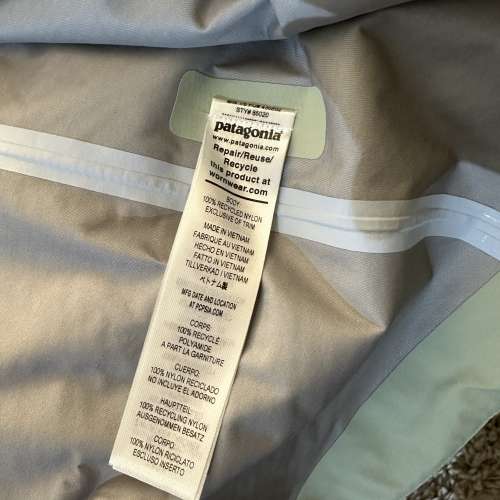 STY# 85020
patagonia
patagonia.com
Repair/Reuse/
Recycle
this product at
wornwear.com
BODY:
100% RECYCLED NYLON
EXCLUSIVE OF TRIM
MADE IN VIETNAM
FABRIQUÉ AU VIETNAM
HECHO EN VIETNAM
FATTO IN VIETNAM
TILLVERKAD I VIETNAM
ベトナム製
MFG DATE AND LOCATION
AT PCPSIA.COM
CORPS:
100% RECYCLÉ
POLYAMIDE
A PART LA GARNITURE
CUERPO:
100% NYLON RECICLADO
NO INCLUYE EL ADORNO
HAUPTTEIL:
100% RECYCLING NYLON
AUSGENOMMEN BESATZ
CORPO:
100% NYLON RICICLATO
ESCLUSO INSERTO